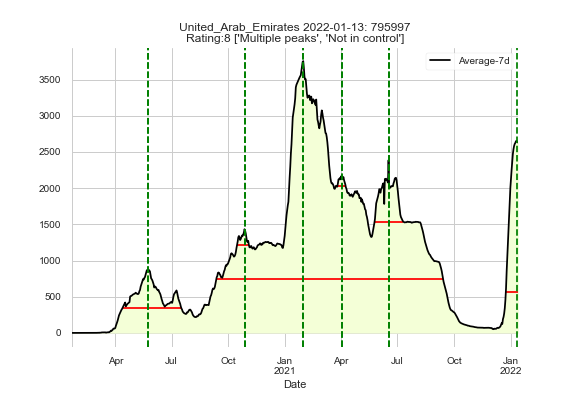 United_Arab_Emirates 2022-01-13: 795997
Rating:8 ['Multiple peaks', 'Not in control']
Average-7d
3500
3000
2500
2000
1500
1000
500
0
Apr Jul Oct Jan Apr Jul Oct Jan
2021 2022
Date